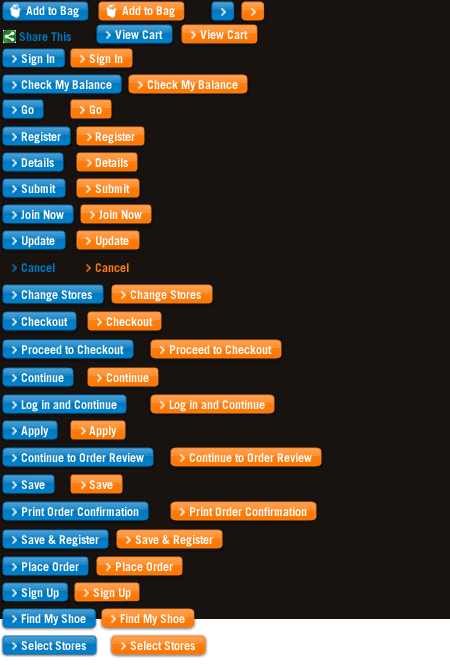 Add to Bag Add to Bag
Share This View Cart View Cart
Sign In Sign In
Check My Balance Check My Balance
Go Go
Register Register
Details Details
Submit Submit
Join Now Join Now
Update Update
Cancel Cancel
Change Stores Change Stores
Checkout Checkout
Proceed to Checkout Proceed to Checkout
Continue Continue
Log in and Continue Log in and Continue
Apply Apply
Continue to Order Review Continue to Order Review
Save Save
Print Order Confirmation Print Order Confirmation
Save & Register Save & Register
Place Order Place Order
Sign Up Sign Up
Find My Shoe Find My Shoe
Select Stores Select Stores